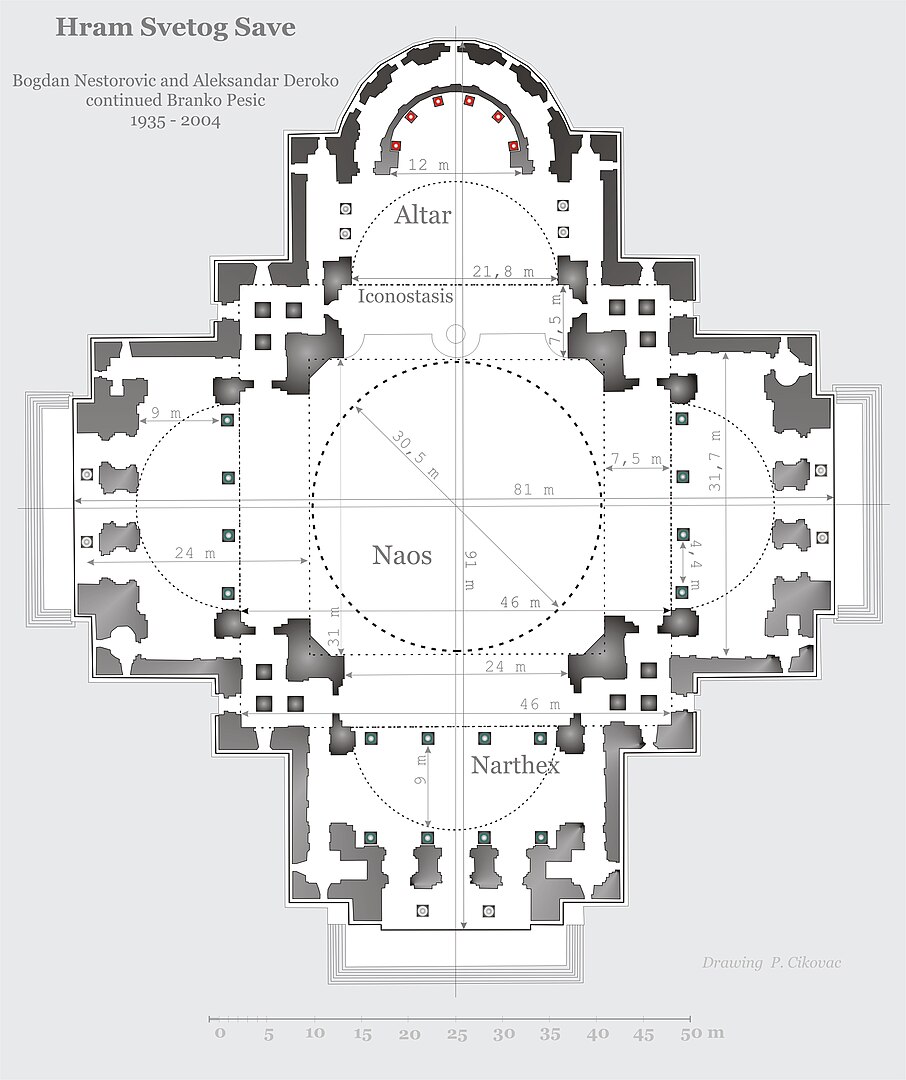 Hram Svetog Save
Bogdan Nestorovic and Aleksandar Deroko
continued Branko Pesic
1935 - 2004
12 m
Altar
21,8 m
Iconostasis
7,5 m
9 m
30,5 m
7,5 m
31,7 m
81 m
24 m
Naos
91 m
4,4 m
46 m
31 m
24 m
46 m
Narthex
9 m
Drawing P. Cikovac
0 5 10 15 20 25 30 35 40 45 50 m